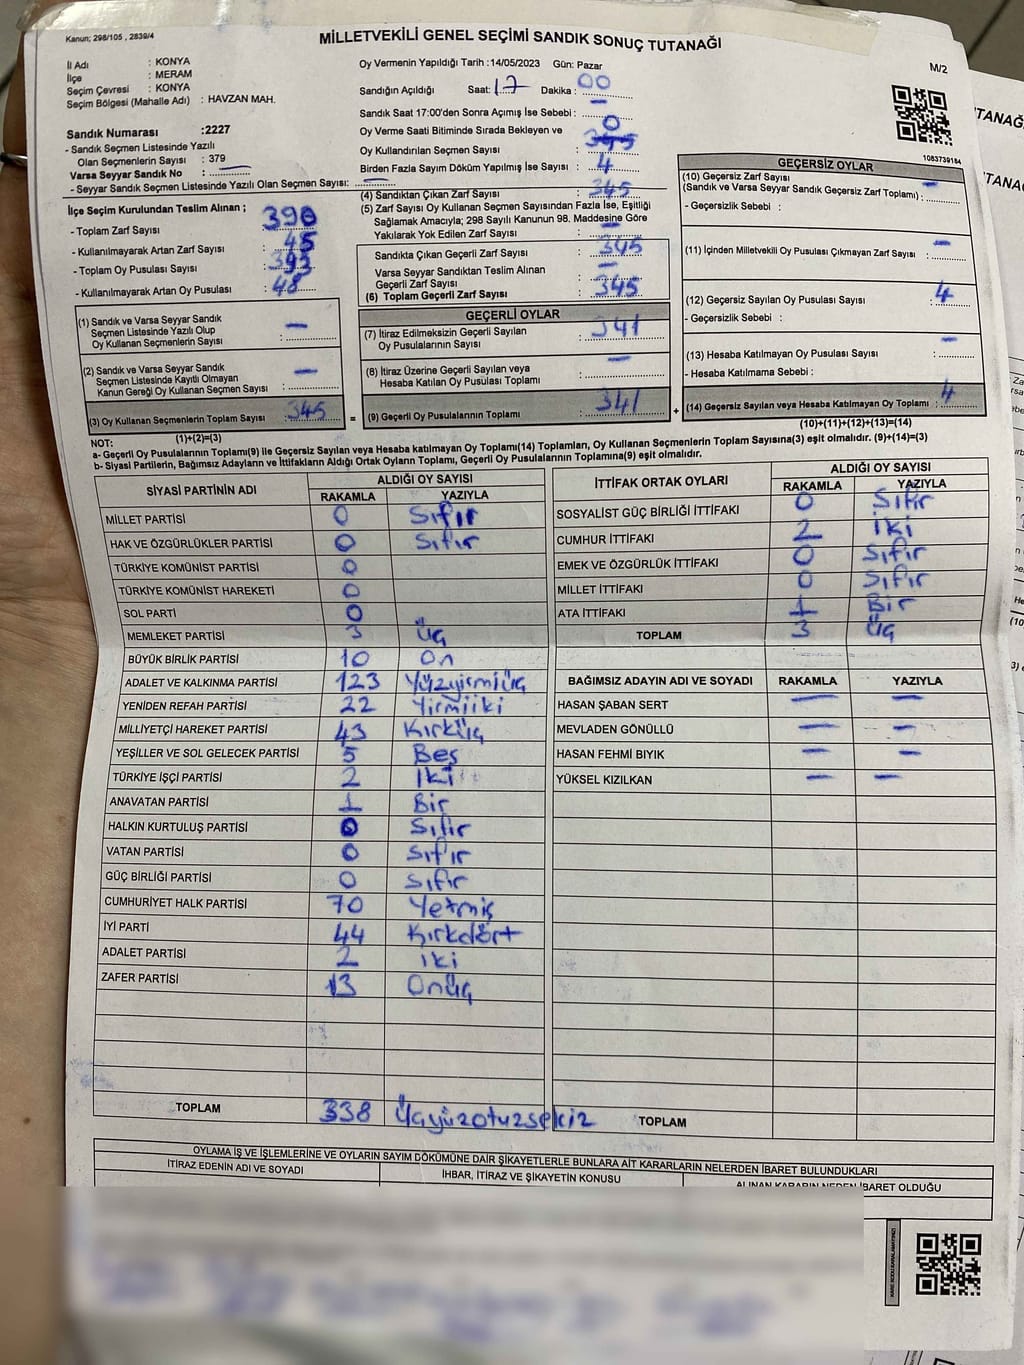 Kanun; 298/105 , 2839/4
MİLLETVEKİLİ GENEL SEÇİMİ SANDIK SONUÇ TUTANAĞI
M/2
İl Adı : KONYA
İlçe : MERAM
Seçim Çevresi : KONYA
Seçim Bölgesi (Mahalle Adı) : HAVZAN MAH.
Sandık Numarası :2227
- Sandık Seçmen Listesinde Yazılı
Olan Seçmenlerin Sayısı : 379
Varsa Seyyar Sandık No :
- Seyyar Sandık Seçmen Listesinde Yazılı Olan Seçmen Sayısı: –
Oy Vermenin Yapıldığı Tarih :14/05/2023 Gün: Pazar
Sandığın Açıldığı Saat: 17 Dakika : 00
Sandık Saat 17:00'den Sonra Açımış İse Sebebi : –
Oy Verme Saati Bitiminde Sırada Bekleyen ve
Oy Kullandırılan Seçmen Sayısı : 0 345
Birden Fazla Sayım Döküm Yapılmış İse Sayısı : 4
(4) Sandıktan Çıkan Zarf Sayısı : 345
(5) Zarf Sayısı Oy Kullanan Seçmen Sayısından Fazla İse, Eşitliği
Sağlamak Amacıyla; 298 Sayılı Kanunun 98. Maddesine Göre
Yakılarak Yok Edilen Zarf Sayısı : –
Sandıkta Çıkan Geçerli Zarf Sayısı : 345
Varsa Seyyar Sandıktan Teslim Alınan
Geçerli Zarf Sayısı : –
(6) Toplam Geçerli Zarf Sayısı : 345
İlçe Seçim Kurulundan Teslim Alınan ;
- Toplam Zarf Sayısı : 390
- Kullanılmayarak Artan Zarf Sayısı : 45
- Toplam Oy Pusulası Sayısı : 393
- Kullanılmayarak Artan Oy Pusulası : 48
(1) Sandık ve Varsa Seyyar Sandık
Seçmen Listesinde Yazılı Olup
Oy Kullanan Seçmenlerin Sayısı : –
(2) Sandık ve Varsa Seyyar Sandık
Seçmen Listesinde Kayıtlı Olmayan
Kanun Gereği Oy Kullanan Seçmen Sayısı : –
(3) Oy Kullanan Seçmenlerin Toplam Sayısı : 345
=
(1)+(2)=(3)
GEÇERLİ OYLAR
(7) İtiraz Edilmeksizin Geçerli Sayılan
Oy Pusulalarının Sayısı : 341
(8) İtiraz Üzerine Geçerli Sayılan veya
Hesaba Katılan Oy Pusulası Toplamı : –
(9) Geçerli Oy Pusulalarının Toplamı : 341
+
GEÇERSİZ OYLAR
1083739184
(10) Geçersiz Zarf Sayısı
(Sandık ve Varsa Seyyar Sandık Geçersiz Zarf Toplamı) : –
- Geçersizlik Sebebi :
(11) İçinden Milletvekili Oy Pusulası Çıkmayan Zarf Sayısı : –
(12) Geçersiz Sayılan Oy Pusulası Sayısı : 4
- Geçersizlik Sebebi :
(13) Hesaba Katılmayan Oy Pusulası Sayısı : –
- Hesaba Katılmama Sebebi :
(14) Geçersiz Sayılan veya Hesaba Katılmayan Oy Toplamı : 4
(10)+(11)+(12)+(13)=(14)
NOT:
a- Geçerli Oy Pusulalarının Toplamı(9) ile Geçersiz Sayılan veya Hesaba katılmayan Oy Toplamı(14) Toplamları, Oy Kullanan Seçmenlerin Toplam Sayısına(3) eşit olmalıdır. (9)+(14)=(3)
b- Siyasi Partilerin, Bağımsız Adayların ve İttifakların Aldığı Ortak Oyların Toplamı, Geçerli Oy Pusulalarının Toplamına(9) eşit olmalıdır.
SİYASİ PARTİNİN ADI ALDIĞI OY SAYISI
RAKAMLA YAZIYLA
MİLLET PARTİSİ 0 Sıfır
HAK VE ÖZGÜRLÜKLER PARTİSİ 0 Sıfır
TÜRKİYE KOMÜNİST PARTİSİ 0
TÜRKİYE KOMÜNİST HAREKETİ 0
SOL PARTİ 0
MEMLEKET PARTİSİ 3 Üç
BÜYÜK BİRLİK PARTİSİ 10 On
ADALET VE KALKINMA PARTİSİ 123 Yüzyirmiüç
YENİDEN REFAH PARTİSİ 22 Yirmiiki
MİLLİYETÇİ HAREKET PARTİSİ 43 Kırküç
YEŞİLLER VE SOL GELECEK PARTİSİ 5 Beş
TÜRKİYE İŞÇİ PARTİSİ 2 İki
ANAVATAN PARTİSİ 1 Bir
HALKIN KURTULUŞ PARTİSİ 0 Sıfır
VATAN PARTİSİ 0 Sıfır
GÜÇ BİRLİĞİ PARTİSİ 0 Sıfır
CUMHURİYET HALK PARTİSİ 70 Yetmiş
İYİ PARTİ 44 Kırkdört
ADALET PARTİSİ 2 iki
ZAFER PARTİSİ 13 Onüç
TOPLAM 338 Üçyüzotuzsekiz
İTTİFAK ORTAK OYLARI ALDIĞI OY SAYISI
RAKAMLA YAZIYLA
SOSYALİST GÜÇ BİRLİĞİ İTTİFAKI 0 Sıfır
CUMHUR İTTİFAKI 2 İki
EMEK VE ÖZGÜRLÜK İTTİFAKI 0 Sıfır
MİLLET İTTİFAKI 0 Sıfır
ATA İTTİFAKI 1 Bir
TOPLAM 3 Üç
BAĞIMSIZ ADAYIN ADI VE SOYADI RAKAMLA YAZIYLA
HASAN ŞABAN SERT – –
MEVLADEN GÖNÜLLÜ – –
HASAN FEHMİ BIYIK – –
YÜKSEL KIZILKAN – –
TOPLAM
OYLAMA İŞ VE İŞLEMLERİNE VE OYLARIN SAYIM DÖKÜMÜNE DAİR ŞİKAYETLERLE BUNLARA AİT KARARLARIN NELERDEN İBARET BULUNDUKLARI
İTİRAZ EDENİN ADI VE SOYADI
İHBAR, İTİRAZ VE ŞİKAYETİN KONUSU
ALINAN KARARIN NEDEN İBARET OLDUĞU